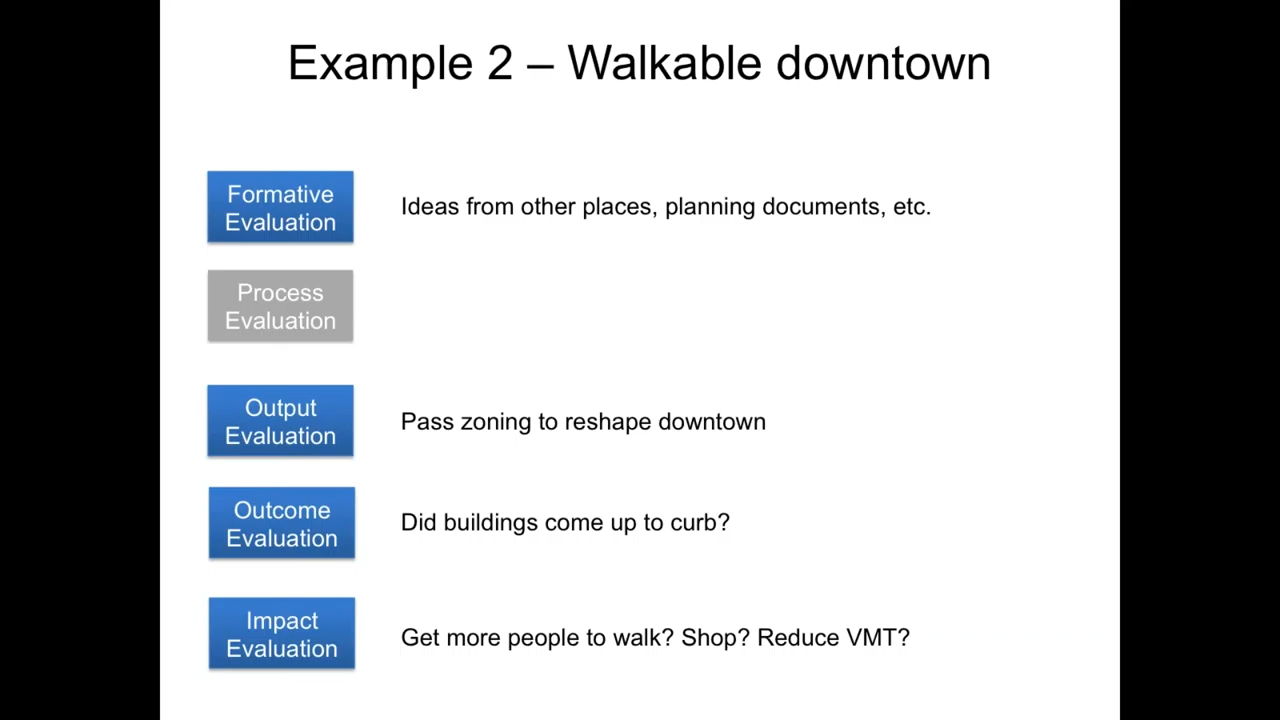 Example 2 – Walkable downtown
Formative
Evaluation
Ideas from other places, planning documents, etc.
Process
Evaluation
Output
Evaluation
Pass zoning to reshape downtown
Outcome
Evaluation
Did buildings come up to curb?
Impact
Evaluation
Get more people to walk? Shop? Reduce VMT?